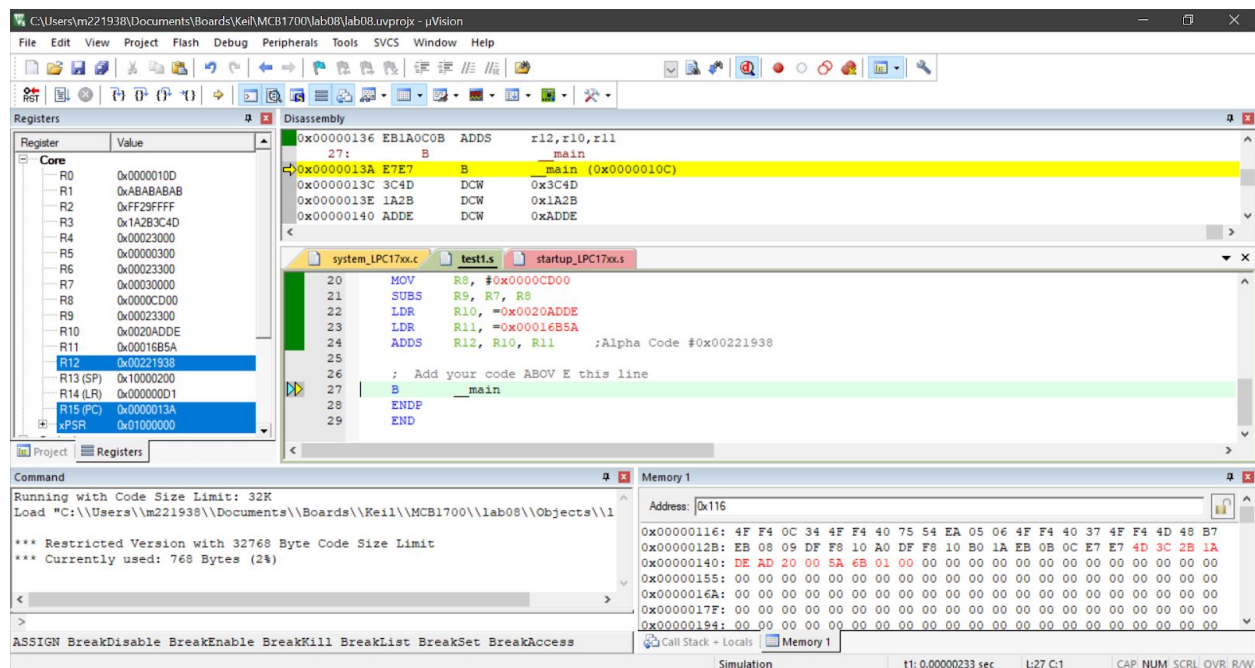 C:\Users\m221938\Documents\Boards\Keil\MCB1700\lab08\lab08.uvprojx - µVision
File Edit View Project Flash Debug Peripherals Tools SVCS Window Help
RST
Registers
Register Value
Core
R0 0x0000010D
R1 0xABABABAB
R2 0xFF29FFFF
R3 0x1A2B3C4D
R4 0x00023000
R5 0x00000300
R6 0x00023300
R7 0x00030000
R8 0x0000CD00
R9 0x00023300
R10 0x0020ADDE
R11 0x00016B5A
R12 0x00221938
R13 (SP) 0x10000200
R14 (LR) 0x000000D1
R15 (PC) 0x0000013A
xPSR 0x01000000
Project Registers
Disassembly
0x00000136 EB1A0C0B ADDS r12,r10,r11
27: B __main
0x0000013A E7E7 B __main (0x0000010C)
0x0000013C 3C4D DCW 0x3C4D
0x0000013E 1A2B DCW 0x1A2B
0x00000140 ADDE DCW 0xADDE
system_LPC17xx.c test1.s startup_LPC17xx.s
20 MOV R8, #0x0000CD00
21 SUBS R9, R7, R8
22 LDR R10, =0x0020ADDE
23 LDR R11, =0x00016B5A
24 ADDS R12, R10, R11 ;Alpha Code #0x00221938
25
26 ; Add your code ABOV E this line
27 B __main
28 ENDP
29 END
Command
Running with Code Size Limit: 32K
Load "C:\\Users\\m221938\\Documents\\Boards\\Keil\\MCB1700\\lab08\\Objects\\l
*** Restricted Version with 32768 Byte Code Size Limit
*** Currently used: 768 Bytes (2%)
>
ASSIGN BreakDisable BreakEnable BreakKill BreakList BreakSet BreakAccess
Memory 1
Address: 0x116
0x00000116: 4F F4 0C 34 4F F4 40 75 54 EA 05 06 4F F4 40 37 4F F4 4D 48 B7
0x0000012B: EB 08 09 DF F8 10 A0 DF F8 10 B0 1A EB 0B 0C E7 E7 4D 3C 2B 1A
0x00000140: DE AD 20 00 5A 6B 01 00 00 00 00 00 00 00 00 00 00 00 00 00 00
0x00000155: 00 00 00 00 00 00 00 00 00 00 00 00 00 00 00 00 00 00 00 00 00
0x0000016A: 00 00 00 00 00 00 00 00 00 00 00 00 00 00 00 00 00 00 00 00 00
0x0000017F: 00 00 00 00 00 00 00 00 00 00 00 00 00 00 00 00 00 00 00 00 00
0x00000194: 00 00 00 00 00 00 00 00 00 00 00 00 00 00 00 00 00 00 00 00 00
Call Stack + Locals Memory 1
Simulation t1: 0.00000233 sec L:27 C:1 CAP NUM SCRL OVR R/W